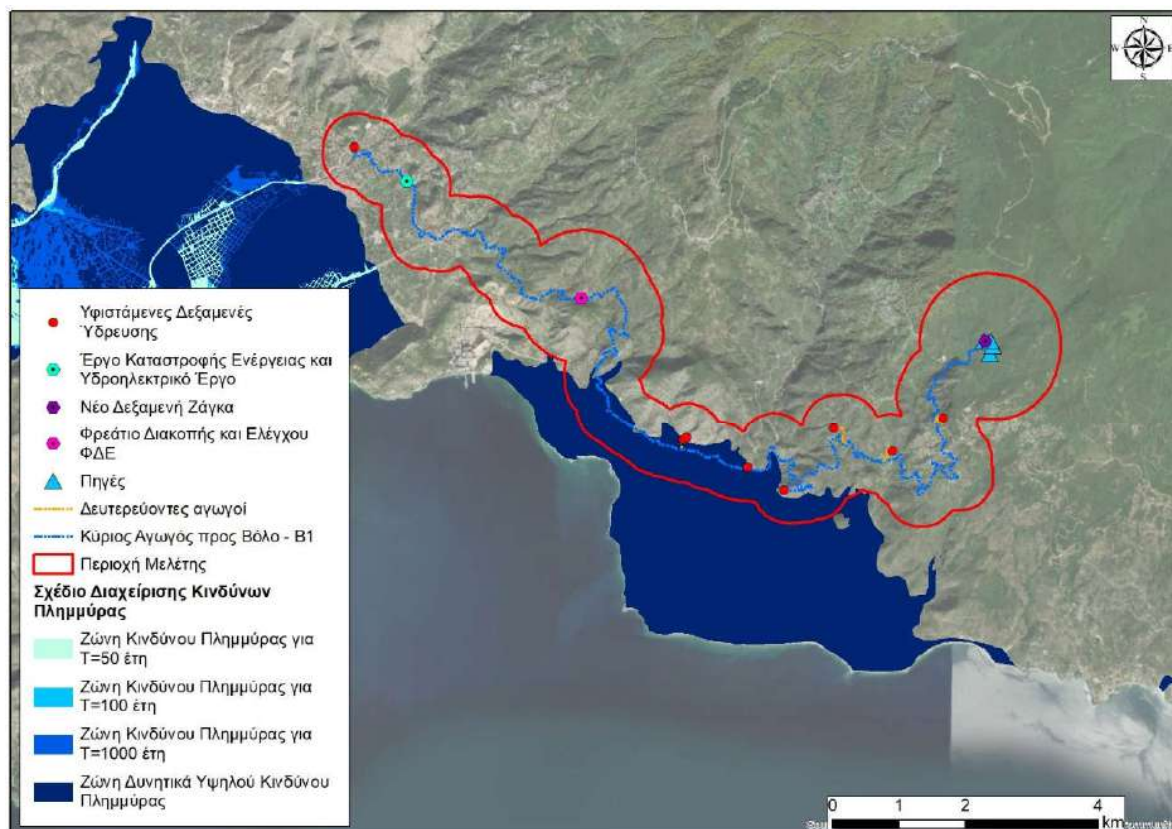 N
W E
S
Υφιστάμενες Δεξαμενές
Ύδρευσης
Έργο Καταστροφής Ενέργειας και
Υδροηλεκτρικό Έργο
Νέο Δεξαμενή Ζάγκα
Φρεάτιο Διακοπής και Ελέγχου
ΦΔΕ
Πηγές
Δευτερεύοντες αγωγοί
Κύριος Αγωγός προς Βόλο - Β1
Περιοχή Μελέτης
Σχέδιο Διαχείρισης Κινδύνων
Πλημμύρας
Ζώνη Κινδύνου Πλημμύρας για
Τ=50 έτη
Ζώνη Κινδύνου Πλημμύρας για
Τ=100 έτη
Ζώνη Κινδύνου Πλημμύρας για
Τ=1000 έτη
Ζώνη Δυνητικά Υψηλού Κινδύνου
Πλημμύρας
0 1 2 4
km